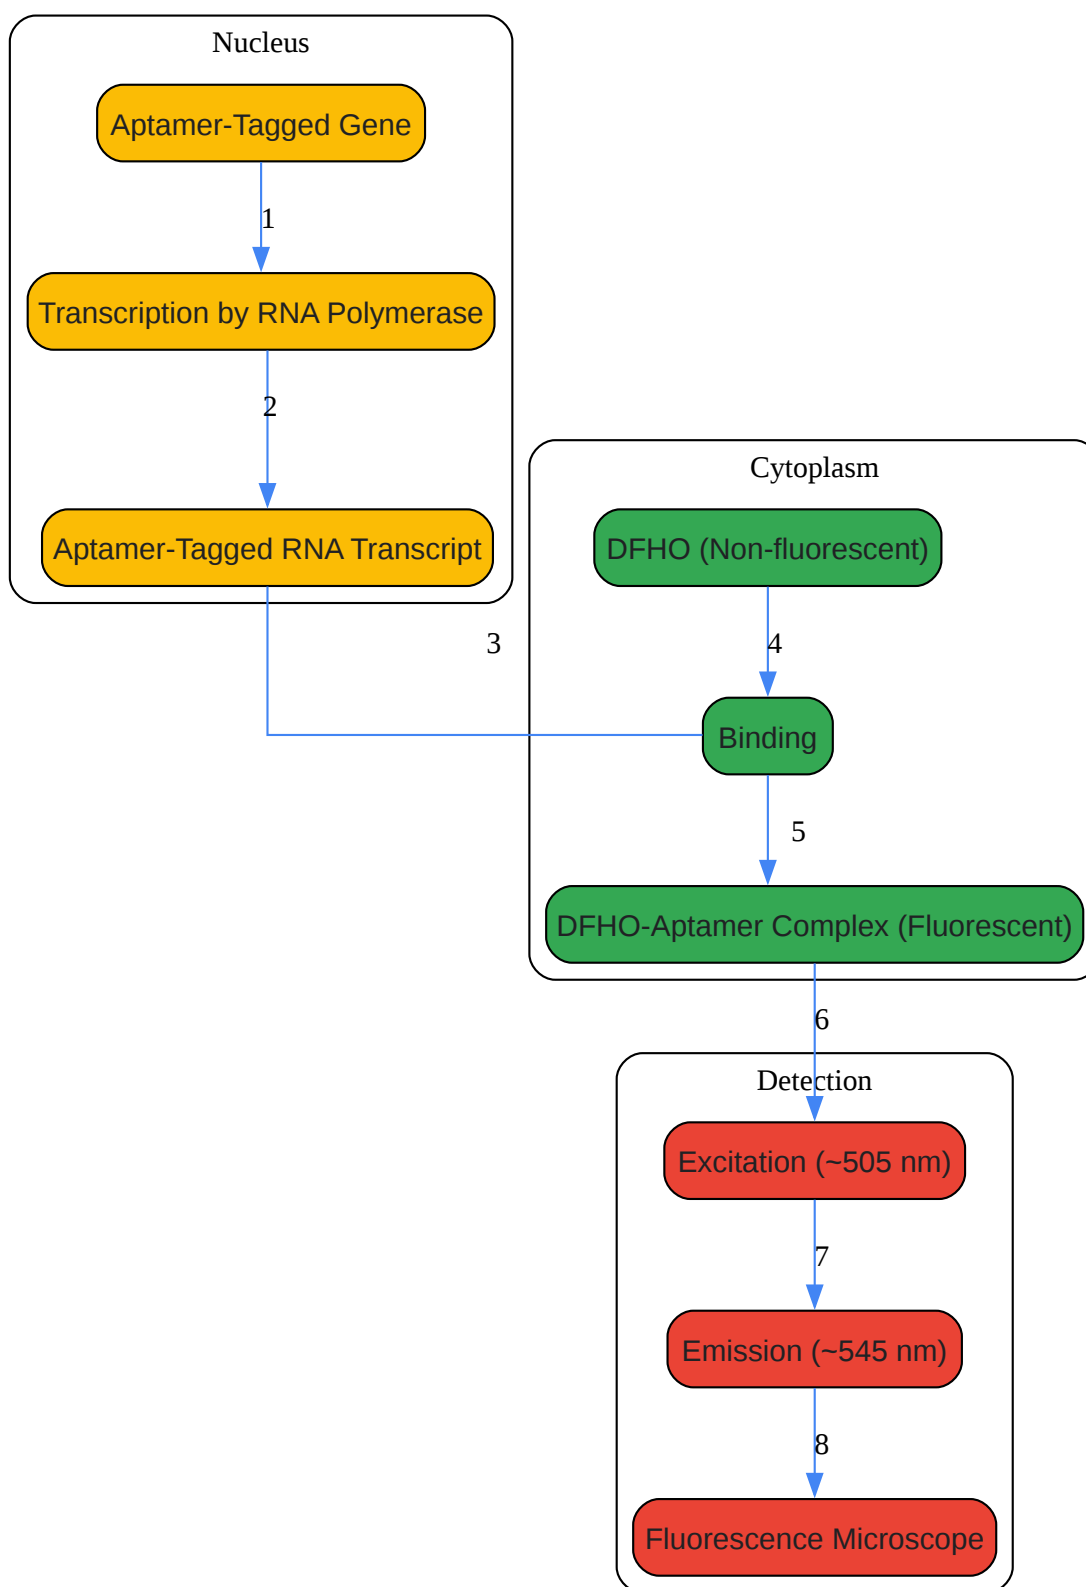 Nucleus
Aptamer-Tagged Gene
1
Transcription by RNA Polymerase
2
Aptamer-Tagged RNA Transcript
3
Cytoplasm
DFHO (Non-fluorescent)
4
Binding
5
DFHO-Aptamer Complex (Fluorescent)
6
Detection
Excitation (~505 nm)
7
Emission (~545 nm)
8
Fluorescence Microscope